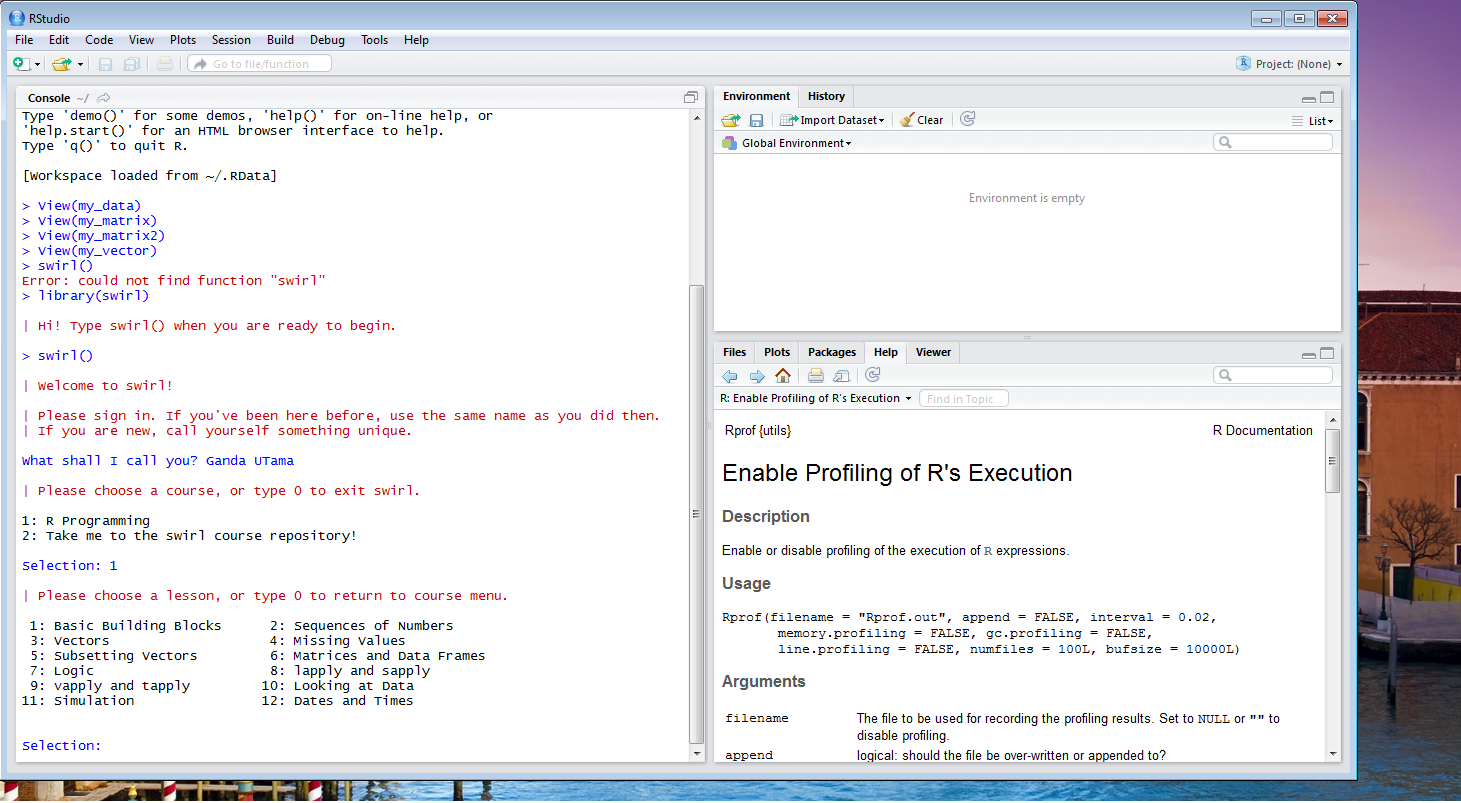 RStudio
File Edit Code View Plots Session Build Debug Tools Help
Go to file/function
Project: (None)
Console ~/
Type 'demo()' for some demos, 'help()' for on-line help, or
'help.start()' for an HTML browser interface to help.
Type 'q()' to quit R.
[Workspace loaded from ~/.RData]
> View(my_data)
> View(my_matrix)
> View(my_matrix2)
> View(my_vector)
> swirl()
Error: could not find function "swirl"
> library(swirl)
| Hi! Type swirl() when you are ready to begin.
> swirl()
| Welcome to swirl!
| Please sign in. If you've been here before, use the same name as you did then.
| If you are new, call yourself something unique.
What shall I call you? Ganda UTama
| Please choose a course, or type 0 to exit swirl.
1: R Programming
2: Take me to the swirl course repository!
Selection: 1
| Please choose a lesson, or type 0 to return to course menu.
1: Basic Building Blocks 2: Sequences of Numbers
3: Vectors 4: Missing Values
5: Subsetting Vectors 6: Matrices and Data Frames
7: Logic 8: lapply and sapply
9: vapply and tapply 10: Looking at Data
11: Simulation 12: Dates and Times
Selection:
Environment History
Import Dataset Clear List
Global Environment
Environment is empty
Files Plots Packages Help Viewer
R: Enable Profiling of R's Execution Find in Topic
Rprof {utils} R Documentation
Enable Profiling of R's Execution
Description
Enable or disable profiling of the execution of R expressions.
Usage
Rprof(filename = "Rprof.out", append = FALSE, interval = 0.02,
memory.profiling = FALSE, gc.profiling = FALSE,
line.profiling = FALSE, numfiles = 100L, bufsize = 10000L)
Arguments
filename The file to be used for recording the profiling results. Set to NULL or "" to
disable profiling.
append logical: should the file be over-written or appended to?